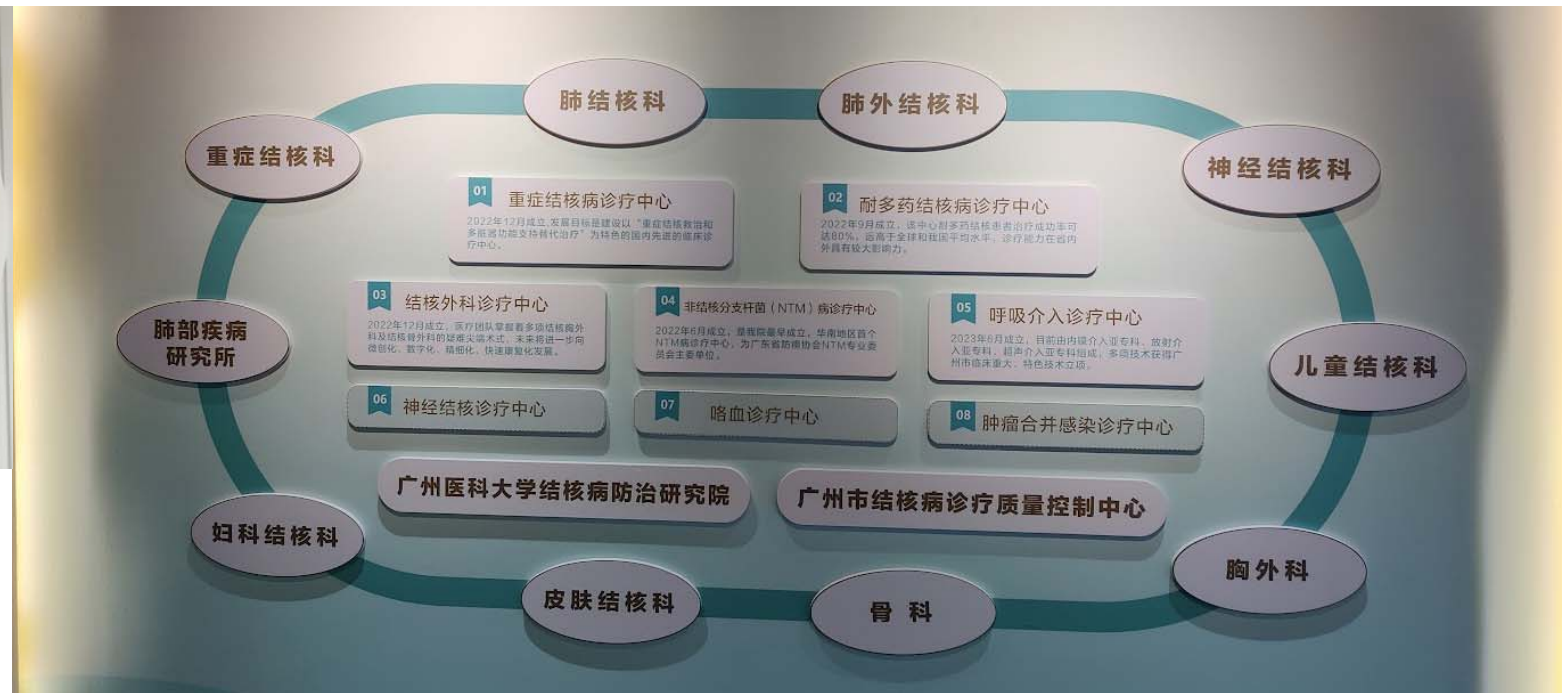 肺结核科
肺外结核科
重症结核科
神经结核科
01
重症结核病诊疗中心
2022年12月成立,发展目标是建设以“重症结核救治和
多脏器功能支持替代治疗”为特色的国内先进的临床诊
疗中心。
02
耐多药结核病诊疗中心
2022年9月成立，该中心耐多药结核患者治疗成功率可
达80%，远高于全球和我国平均水平，诊疗能力在省内
外具有较大影响力。
03
结核外科诊疗中心
2022年12月成立，医疗团队掌握着多项结核胸外
科及结核骨外科的疑难尖端术式，未来将进一步向
微创化、数字化、精细化、快速康复化发展。
04
非结核分支杆菌（NTM）病诊疗中心
2022年6月成立，是我院最早成立，华南地区首个
NTM病诊疗中心，为广东省防痨协会NTM专业委
员会主委单位。
05
呼吸介入诊疗中心
2023年6月成立，目前由内镜介入亚专科、放射介
入亚专科、超声介入亚专科组成，多项技术获得广
州市临床重大、特色技术立项。
肺部疾病
研究所
儿童结核科
06
神经结核诊疗中心
07
咯血诊疗中心
08
肿瘤合并感染诊疗中心
广州医科大学结核病防治研究院
广州市结核病诊疗质量控制中心
妇科结核科
胸外科
皮肤结核科
骨 科